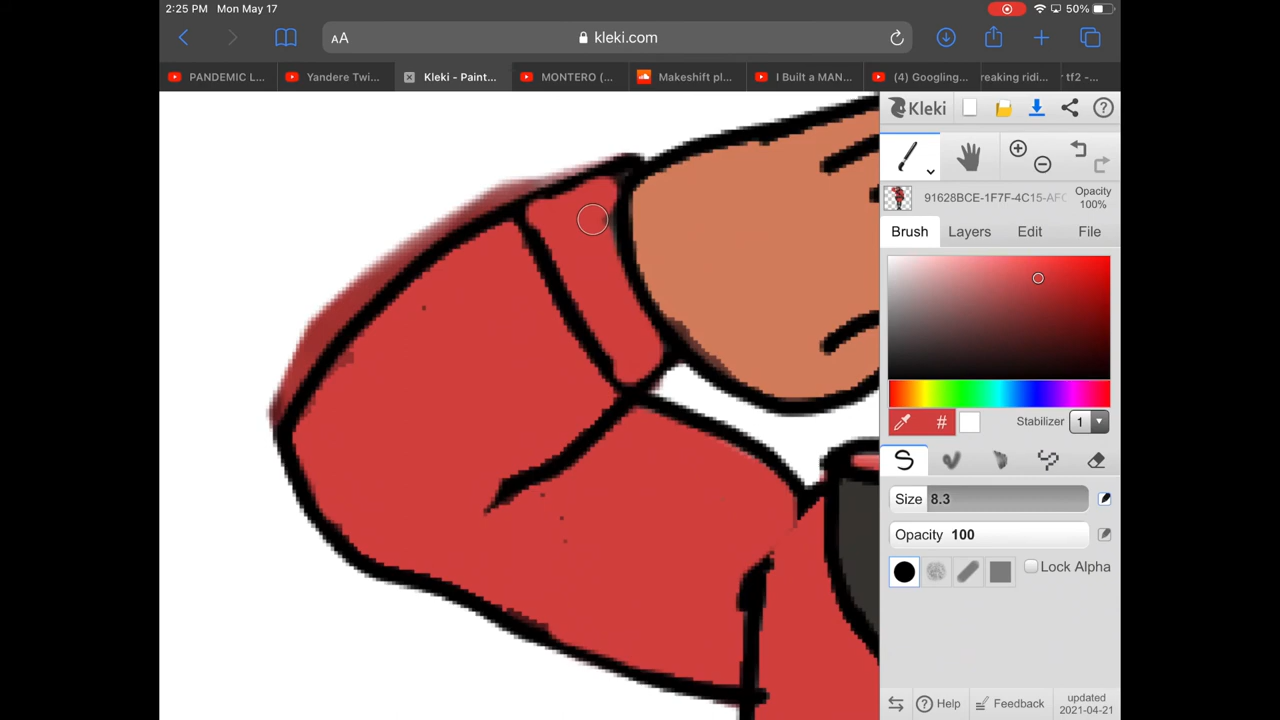 2:25 PM Mon May 17
50%
AA
kleki.com
PANDEMIC L...
Yandere Twi...
Kleki - Paint...
MONTERO (...
Makeshift pl...
I Built a MAN...
(4) Googling...
reaking ridi...
tf2 -...
Kleki
91628BCE-1F7F-4C15-AFC
Opacity
100%
Brush
Layers
Edit
File
#
Stabilizer 1
Size 8.3
Opacity 100
Lock Alpha
Help
Feedback
updated
2021-04-21